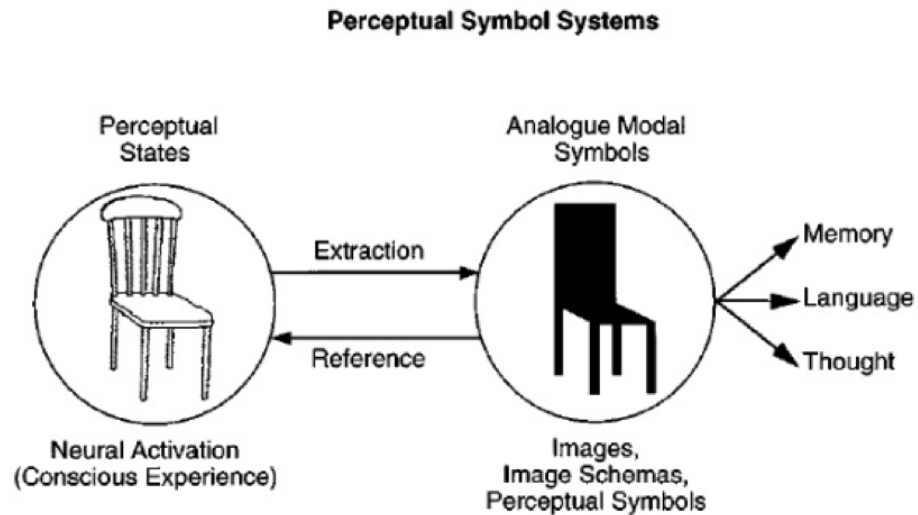 Perceptual Symbol Systems
Perceptual
States
Analogue Modal
Symbols
Extraction
Reference
Memory
Language
Thought
Neural Activation
(Conscious Experience)
Images,
Image Schemas,
Perceptual Symbols